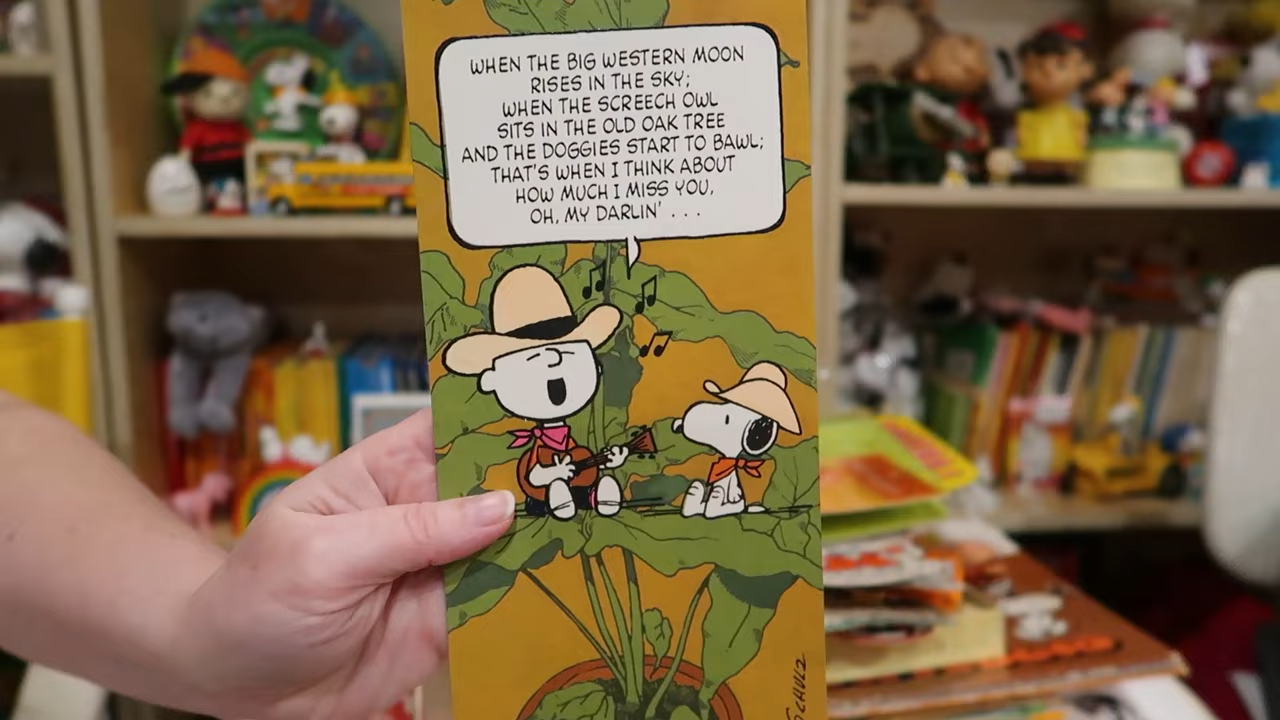 WHEN THE BIG WESTERN MOON
RISES IN THE SKY;
WHEN THE SCREECH OWL
SITS IN THE OLD OAK TREE
AND THE DOGGIES START TO BAWL;
THAT'S WHEN I THINK ABOUT
HOW MUCH I MISS YOU,
OH, MY DARLIN' . . .
SCHULZ